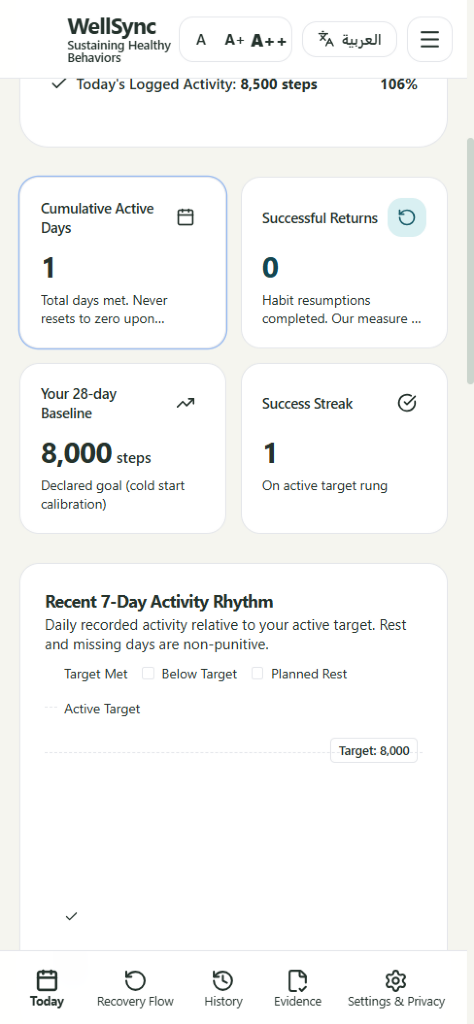 WellSync
Sustaining Healthy
Behaviors
A A+ A++
العربية
Today's Logged Activity: 8,500 steps 106%
Cumulative Active
Days
1
Total days met. Never
resets to zero upon...
Successful Returns
0
Habit resumptions
completed. Our measure ...
Your 28-day
Baseline
8,000 steps
Declared goal (cold start
calibration)
Success Streak
1
On active target rung
Recent 7-Day Activity Rhythm
Daily recorded activity relative to your active target. Rest
and missing days are non-punitive.
Target Met Below Target Planned Rest
Active Target
Target: 8,000
Today Recovery Flow History Evidence Settings & Privacy